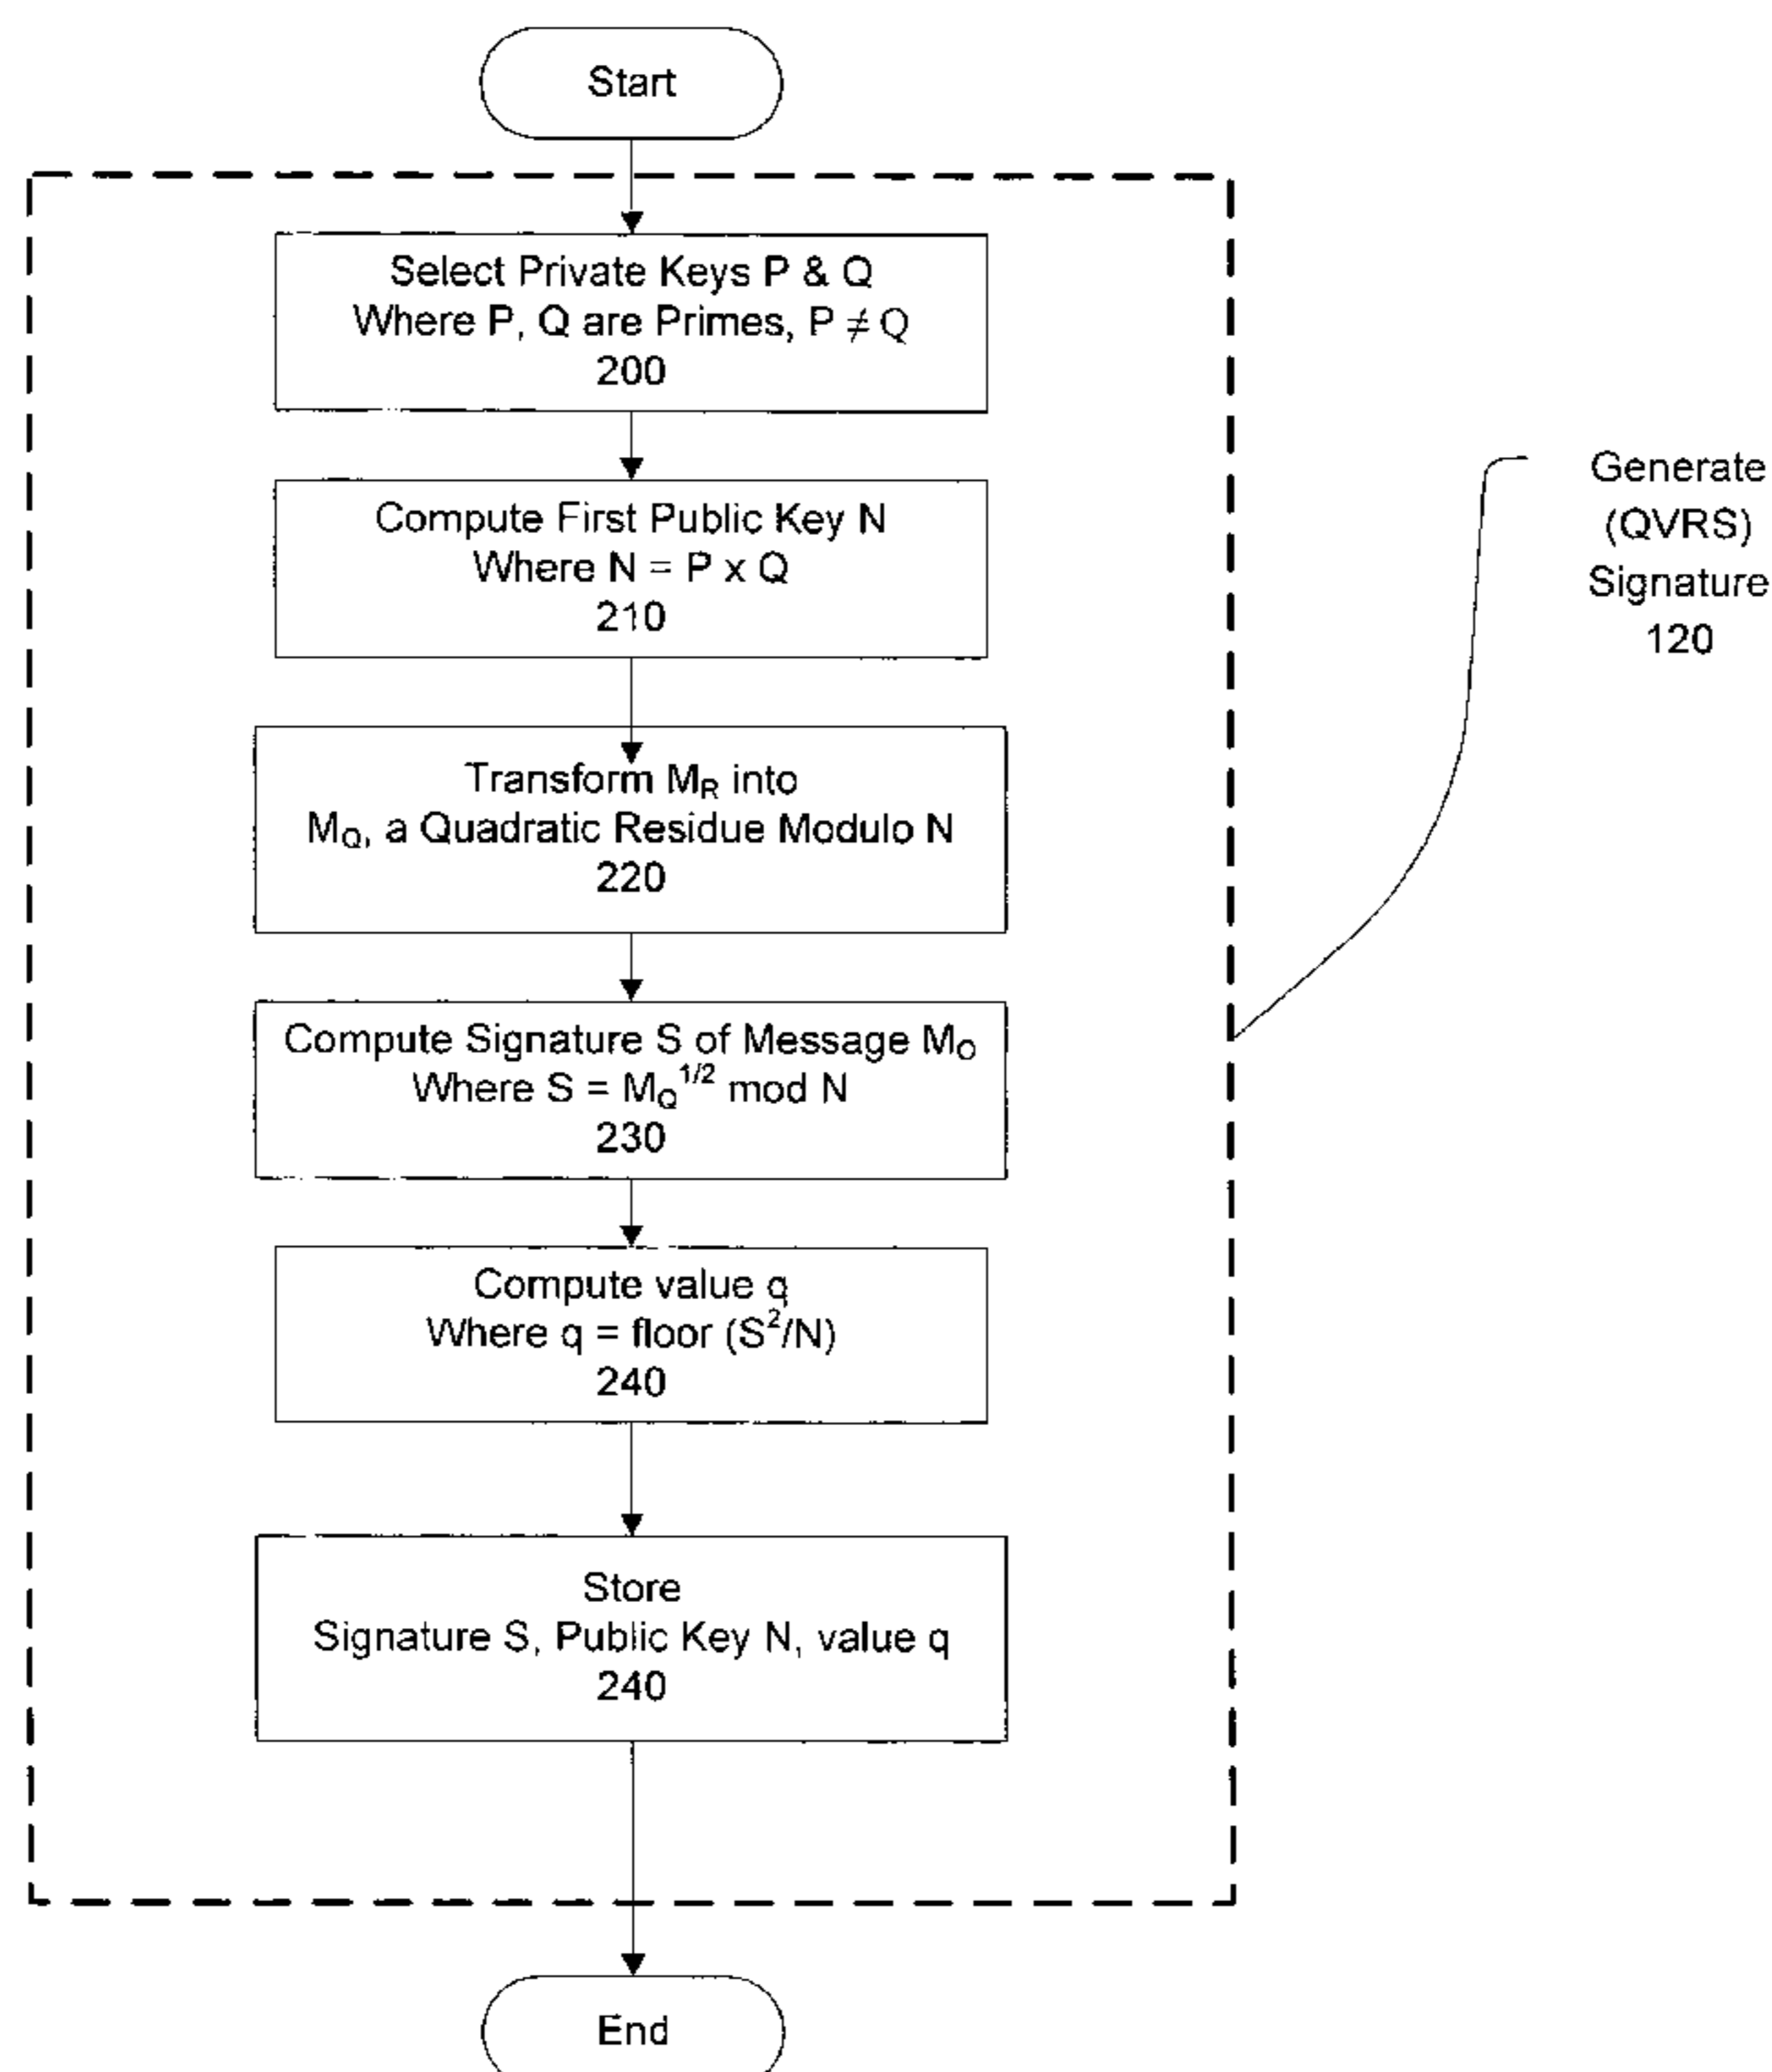 Start
Select Private Keys P & Q
Where P, Q are Primes, P ≠ Q
200
Compute First Public Key N
Where N = P x Q
210
Transform M_R into
M_Q, a Quadratic Residue Modulo N
220
Compute Signature S of Message M_O
Where S = M_Q^1/2 mod N
230
Compute value q
Where q = floor (S²/N)
240
Store
Signature S, Public Key N, value q
240
End
Generate
(QVRS)
Signature
120